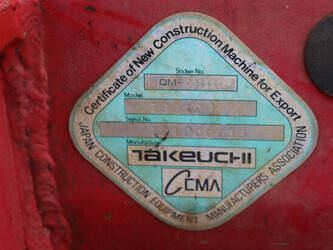 Certificate of New Construction Machine for Export
Sticker No.
QM-
Model
Serial No.
Manufacturer
TAKEUCHI
CEMA
JAPAN CONSTRUCTION EQUIPMENT MANUFACTURERS ASSOCIATION